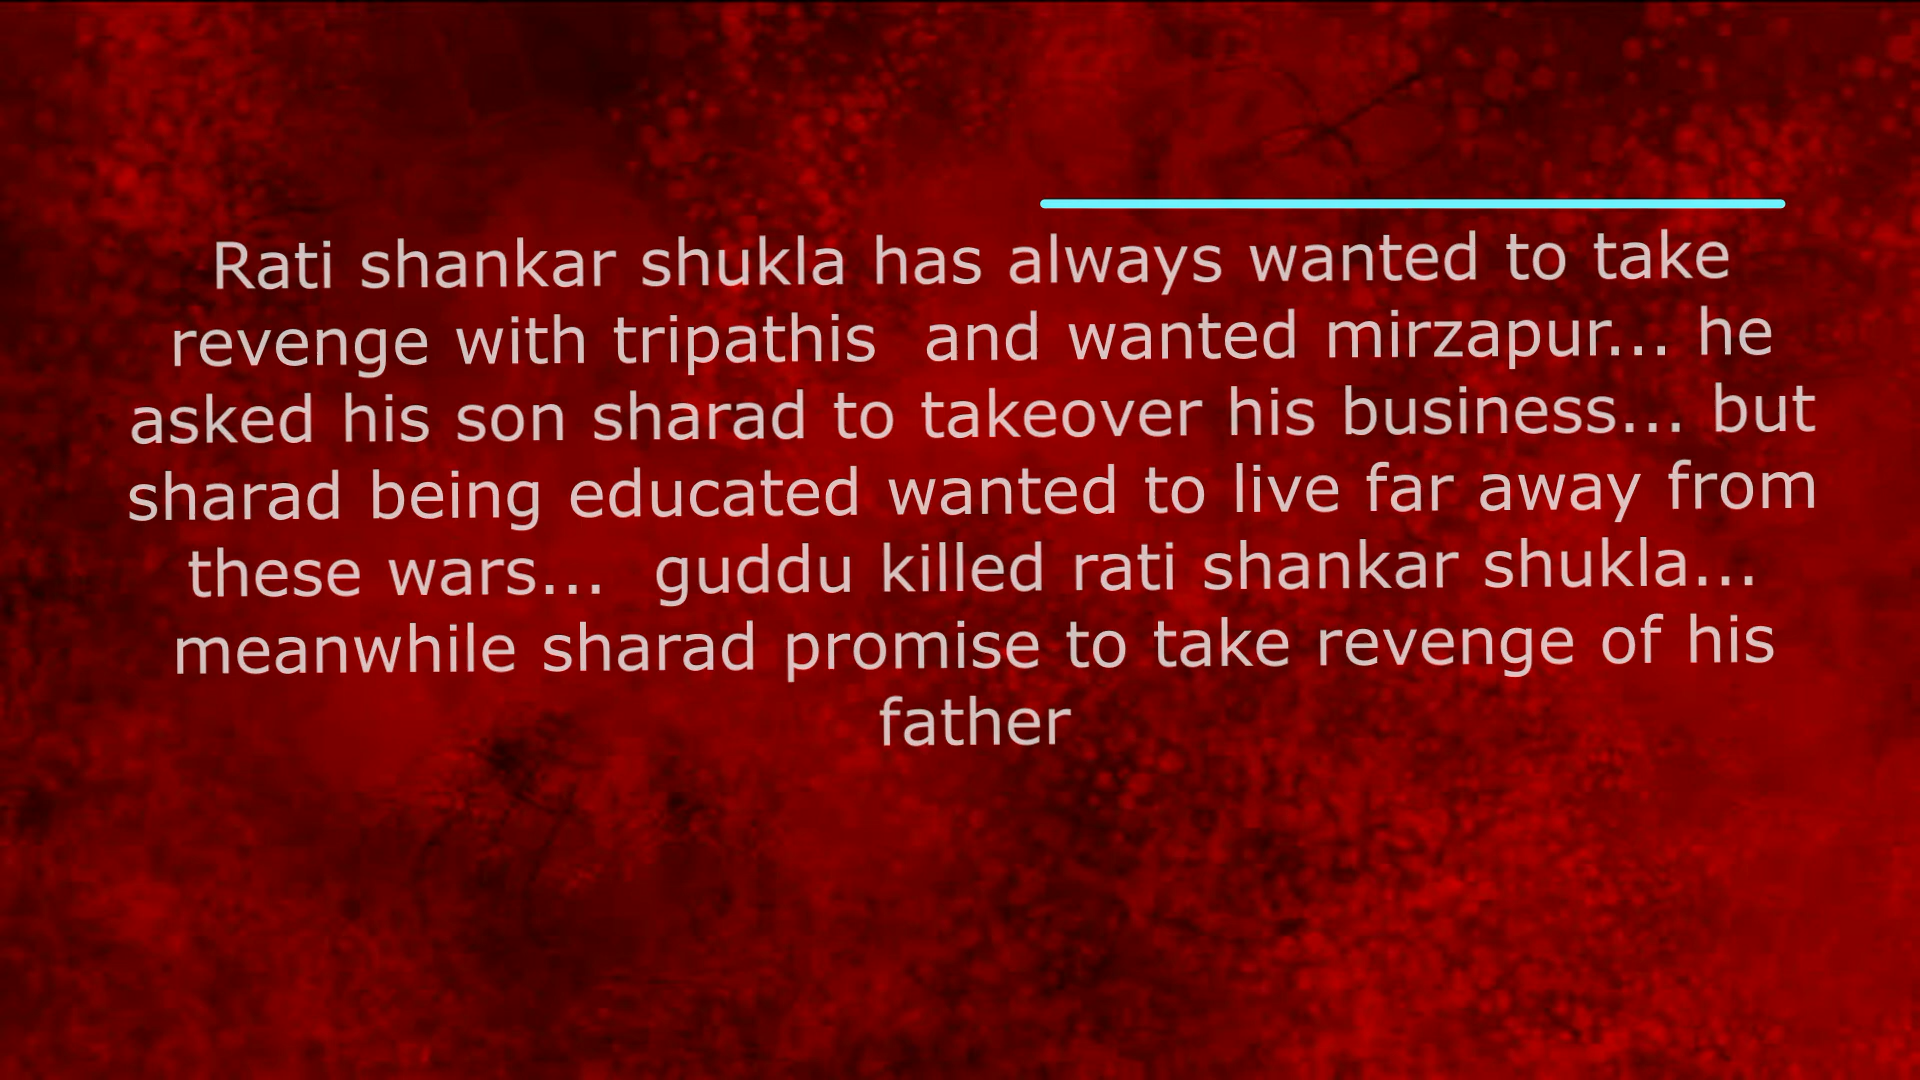 Rati shankar shukla has always wanted to take
revenge with tripathis  and wanted mirzapur... he
asked his son sharad to takeover his business... but
sharad being educated wanted to live far away from
these wars...  guddu killed rati shankar shukla...
meanwhile sharad promise to take revenge of his
father